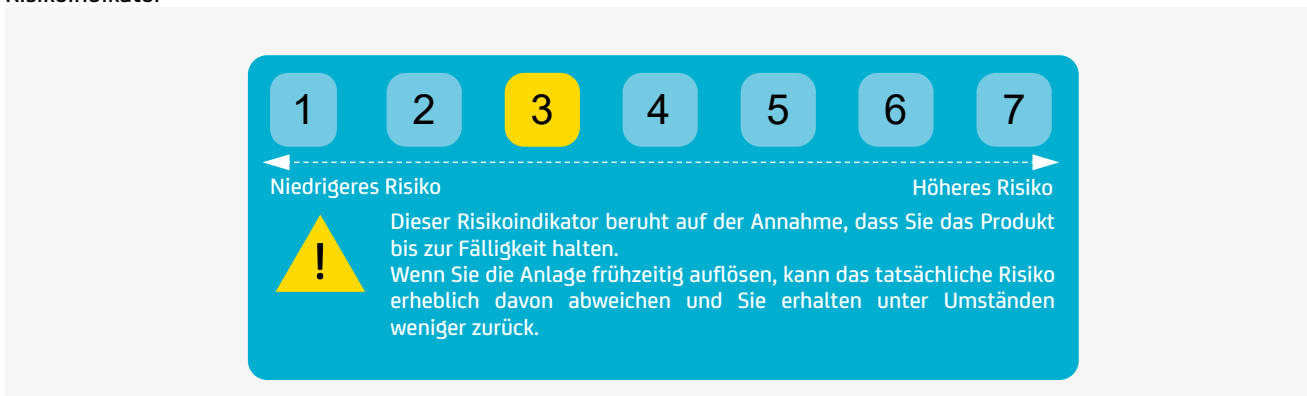 Risikoindikator
1 2 3 4 5 6 7
Niedrigeres Risiko Höheres Risiko
!
Dieser Risikoindikator beruht auf der Annahme, dass Sie das Produkt
bis zur Fälligkeit halten.
Wenn Sie die Anlage frühzeitig auflösen, kann das tatsächliche Risiko
erheblich davon abweichen und Sie erhalten unter Umständen
weniger zurück.